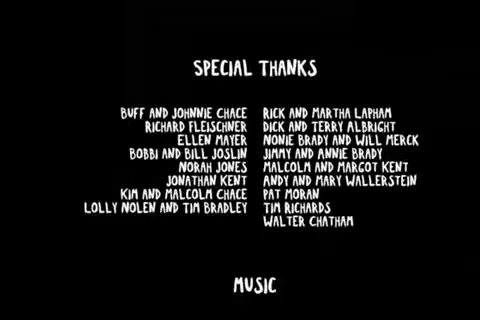 SPECIAL THANKS
BUFF AND JOHNNIE CHACE
RICHARD FLEISCHNER
ELLEN MAYER
BOBBI AND BILL JOSLIN
NORAH JONES
JONATHAN KENT
KIM AND MALCOLM CHACE
LOLLY NOLEN AND TIM BRADLEY
RICK AND MARTHA LAPHAM
DICK AND TERRY ALBRIGHT
NONIE BRADY AND WILL MERCK
JIMMY AND ANNIE BRADY
MALCOLM AND MARGOT KENT
ANDY AND MARY WALLERSTEIN
PAT MORAN
TIM RICHARDS
WALTER CHATHAM
MUSIC